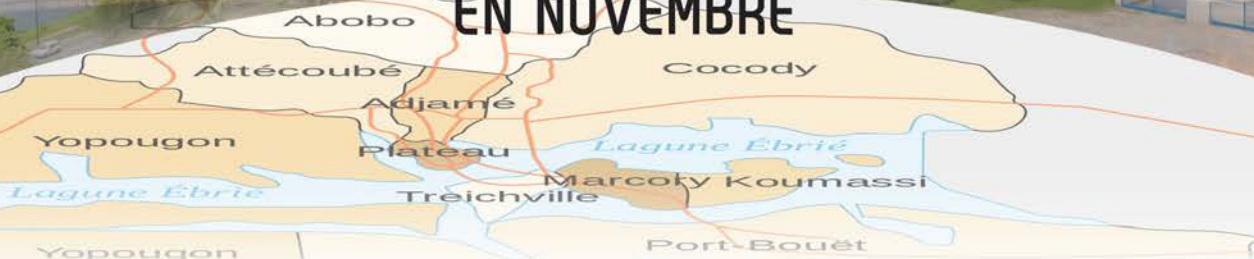 EN NOVEMBRE
Abobo
Attécoubé
Cocody
Adjamé
Yopougon
Plateau
Lagune Ébrié
Marcory Koumassi
Lagune Ébrié
Treichville
Port-Bouët
Yopougon